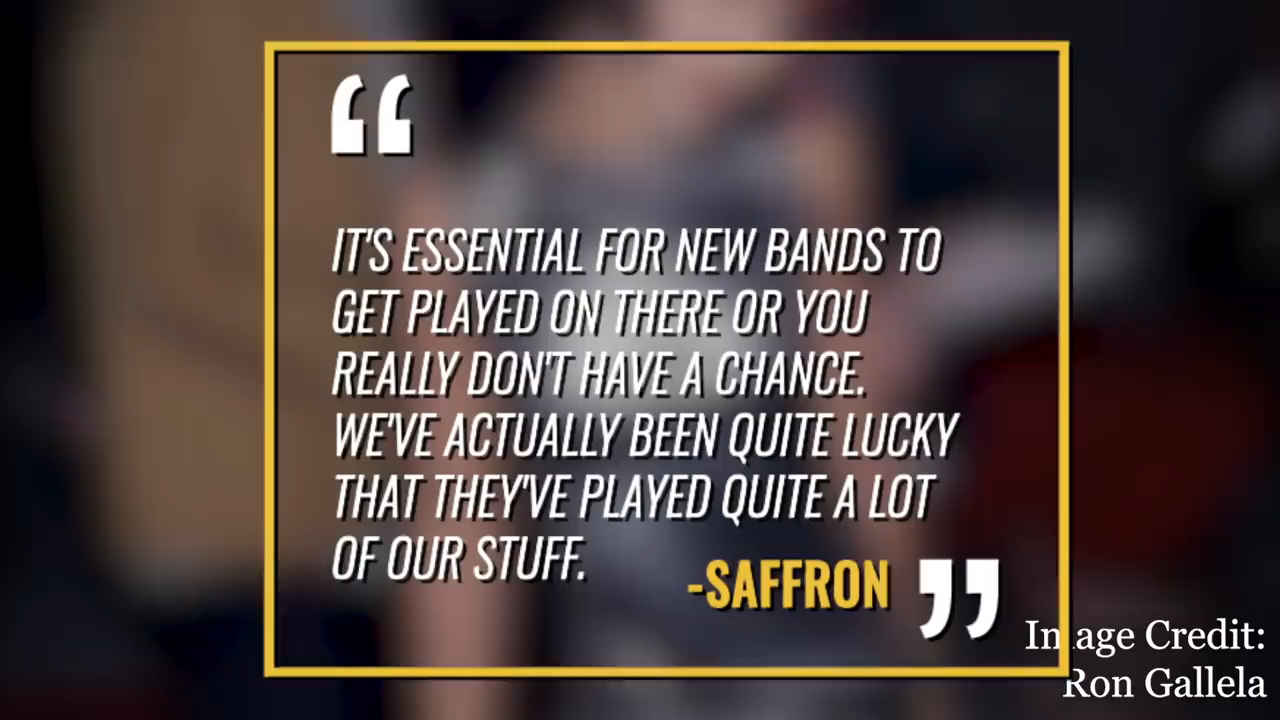 “
IT'S ESSENTIAL FOR NEW BANDS TO
GET PLAYED ON THERE OR YOU
REALLY DON'T HAVE A CHANCE.
WE'VE ACTUALLY BEEN QUITE LUCKY
THAT THEY'VE PLAYED QUITE A LOT
OF OUR STUFF.
-SAFFRON ”
Image Credit:
Ron Gallela